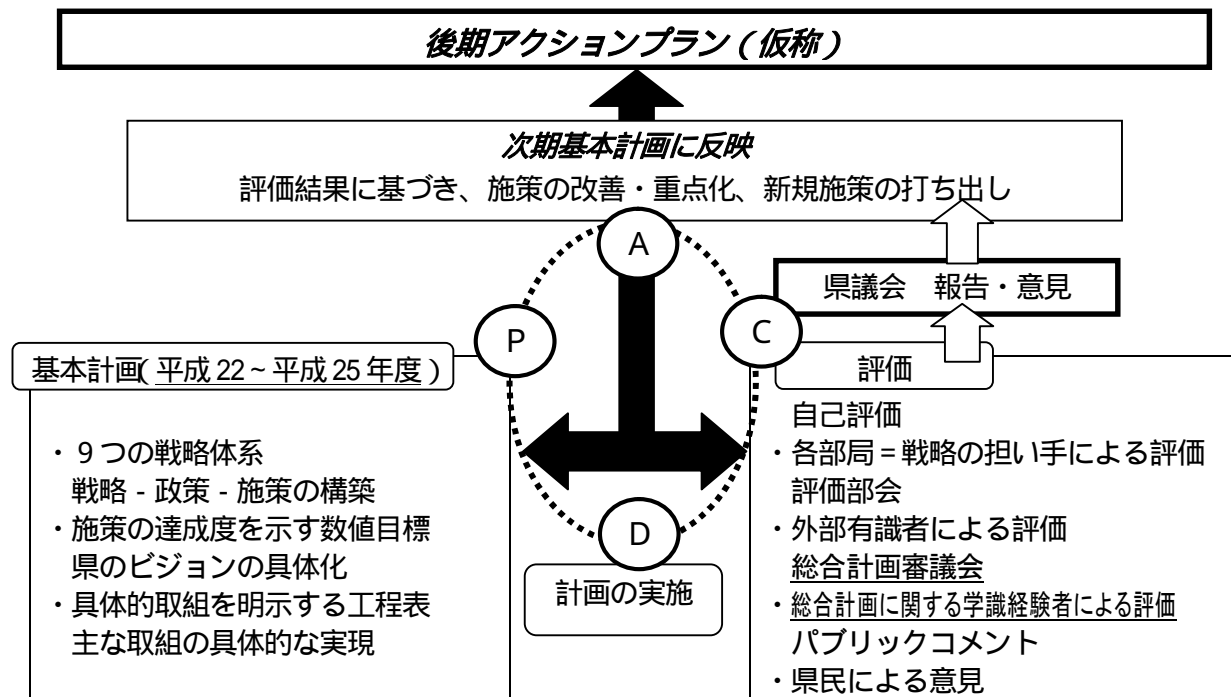 後期アクションプラン（仮称）
次期基本計画に反映
評価結果に基づき、施策の改善・重点化、新規施策の打ち出し
A
県議会　報告・意見
P
C
基本計画（平成22～平成25年度）
評価
・９つの戦略体系
戦略‐政策‐施策の構築
・施策の達成度を示す数値目標
県のビジョンの具体化
・具体的取組を明示する工程表
主な取組の具体的な実現
D
計画の実施
自己評価
・各部局＝戦略の担い手による評価
評価部会
・外部有識者による評価
総合計画審議会
・総合計画に関する学識経験者による評価
パブリックコメント
・県民による意見